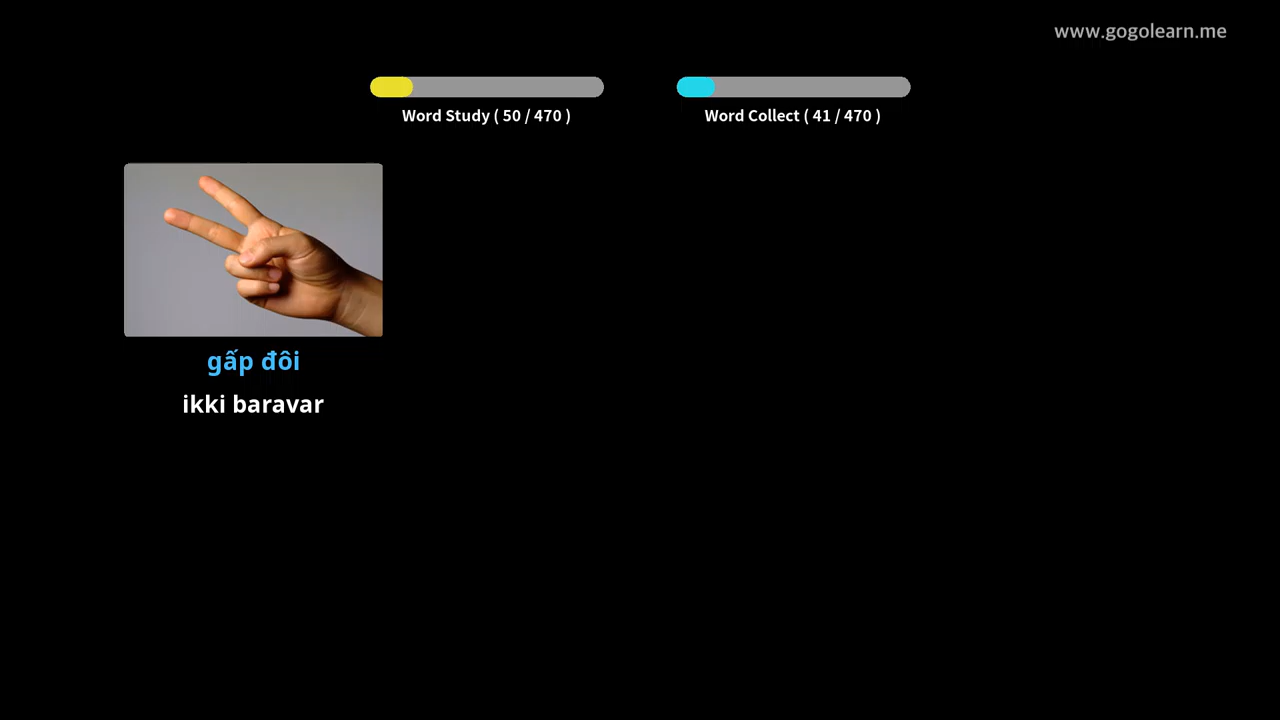 www.gogolearn.me
Word Study ( 50 / 470 )
Word Collect ( 41 / 470 )
gấp đôi
ikki baravar